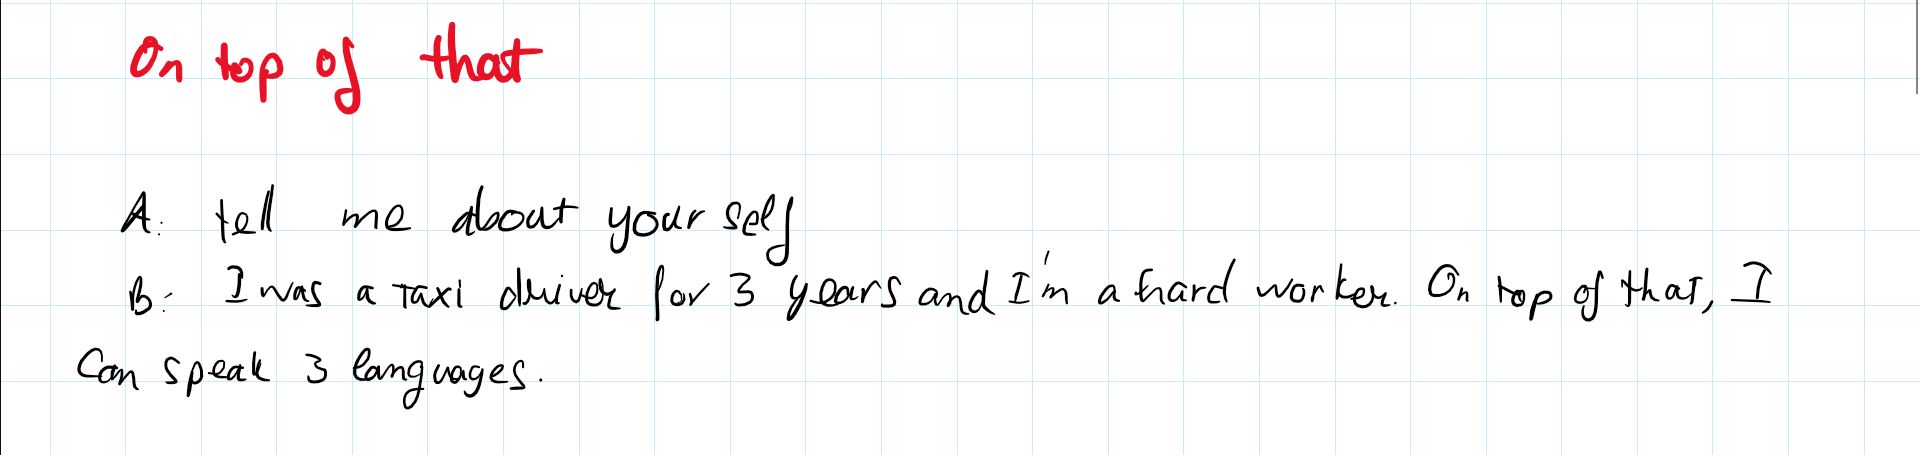 On top of that
A: tell me about your self
B: I was a taxi driver for 3 years and I'm a hard worker. On top of that, I
Can speak 3 languages.